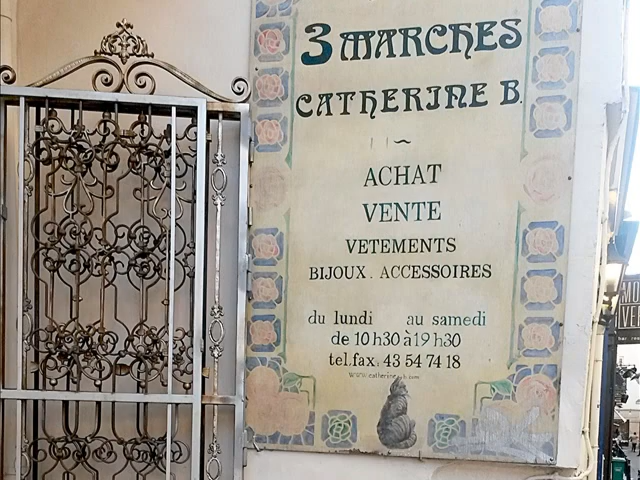 3 MARCHES
CATHERINE B.
ACHAT
VENTE
VETEMENTS
BIJOUX . ACCESSOIRES
du lundi au samedi
de 10h30 à 19h30
tel.fax. 43 54 74 18